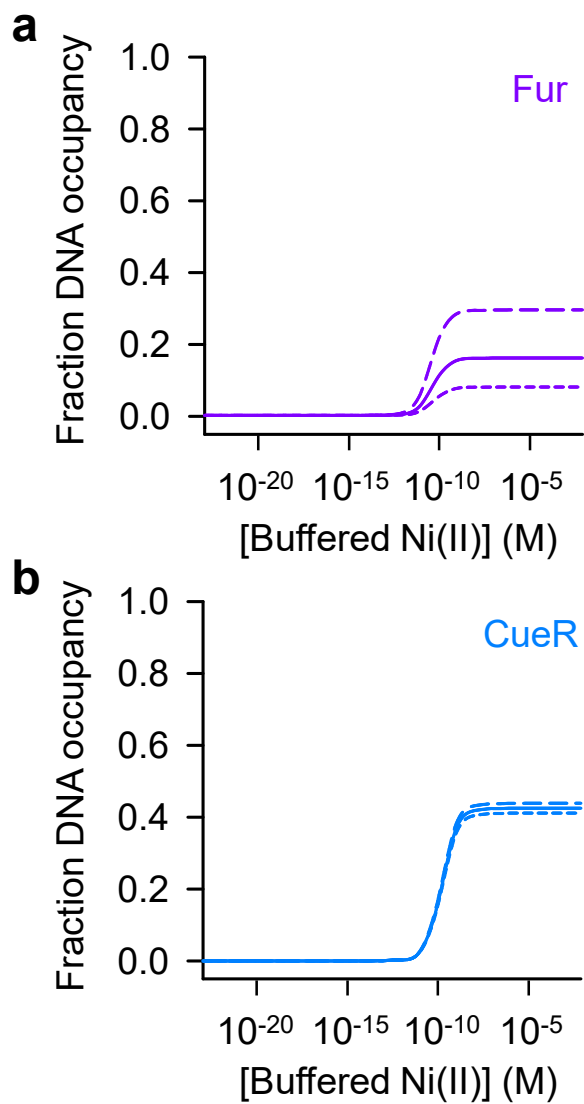 a
Fraction DNA occupancy
1.0
0.8
0.6
0.4
0.2
0.0
Fur
10⁻²⁰ 10⁻¹⁵ 10⁻¹⁰ 10⁻⁵
[Buffered Ni(II)] (M)
b
Fraction DNA occupancy
1.0
0.8
0.6
0.4
0.2
0.0
CueR
10⁻²⁰ 10⁻¹⁵ 10⁻¹⁰ 10⁻⁵
[Buffered Ni(II)] (M)